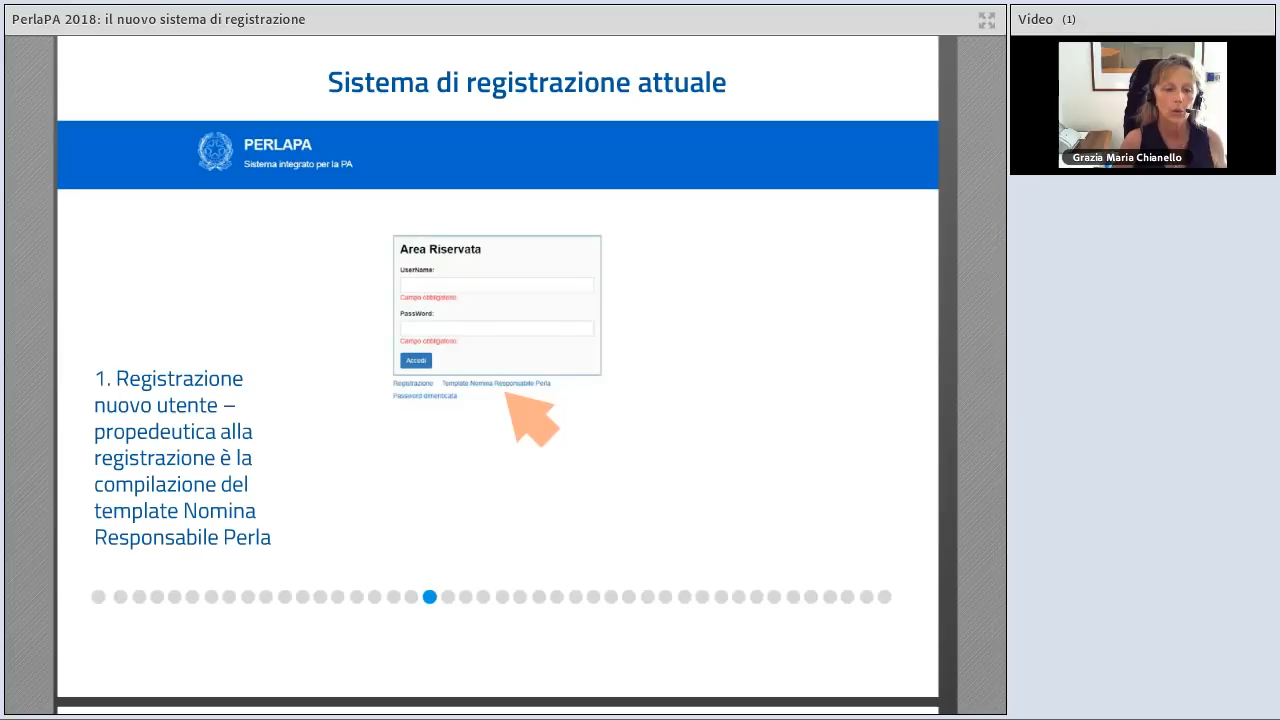 PerlaPA 2018: il nuovo sistema di registrazione
Video (1)
Grazia Maria Chianello
Sistema di registrazione attuale
PERLAPA
Sistema integrato per la PA
Area Riservata
UserName:
Campo obbligatorio
PassWord:
Campo obbligatorio
Accedi
Registrazione Template Nomina Responsabile Perla
Password dimenticata
1. Registrazione
nuovo utente –
propedeutica alla
registrazione è la
compilazione del
template Nomina
Responsabile Perla